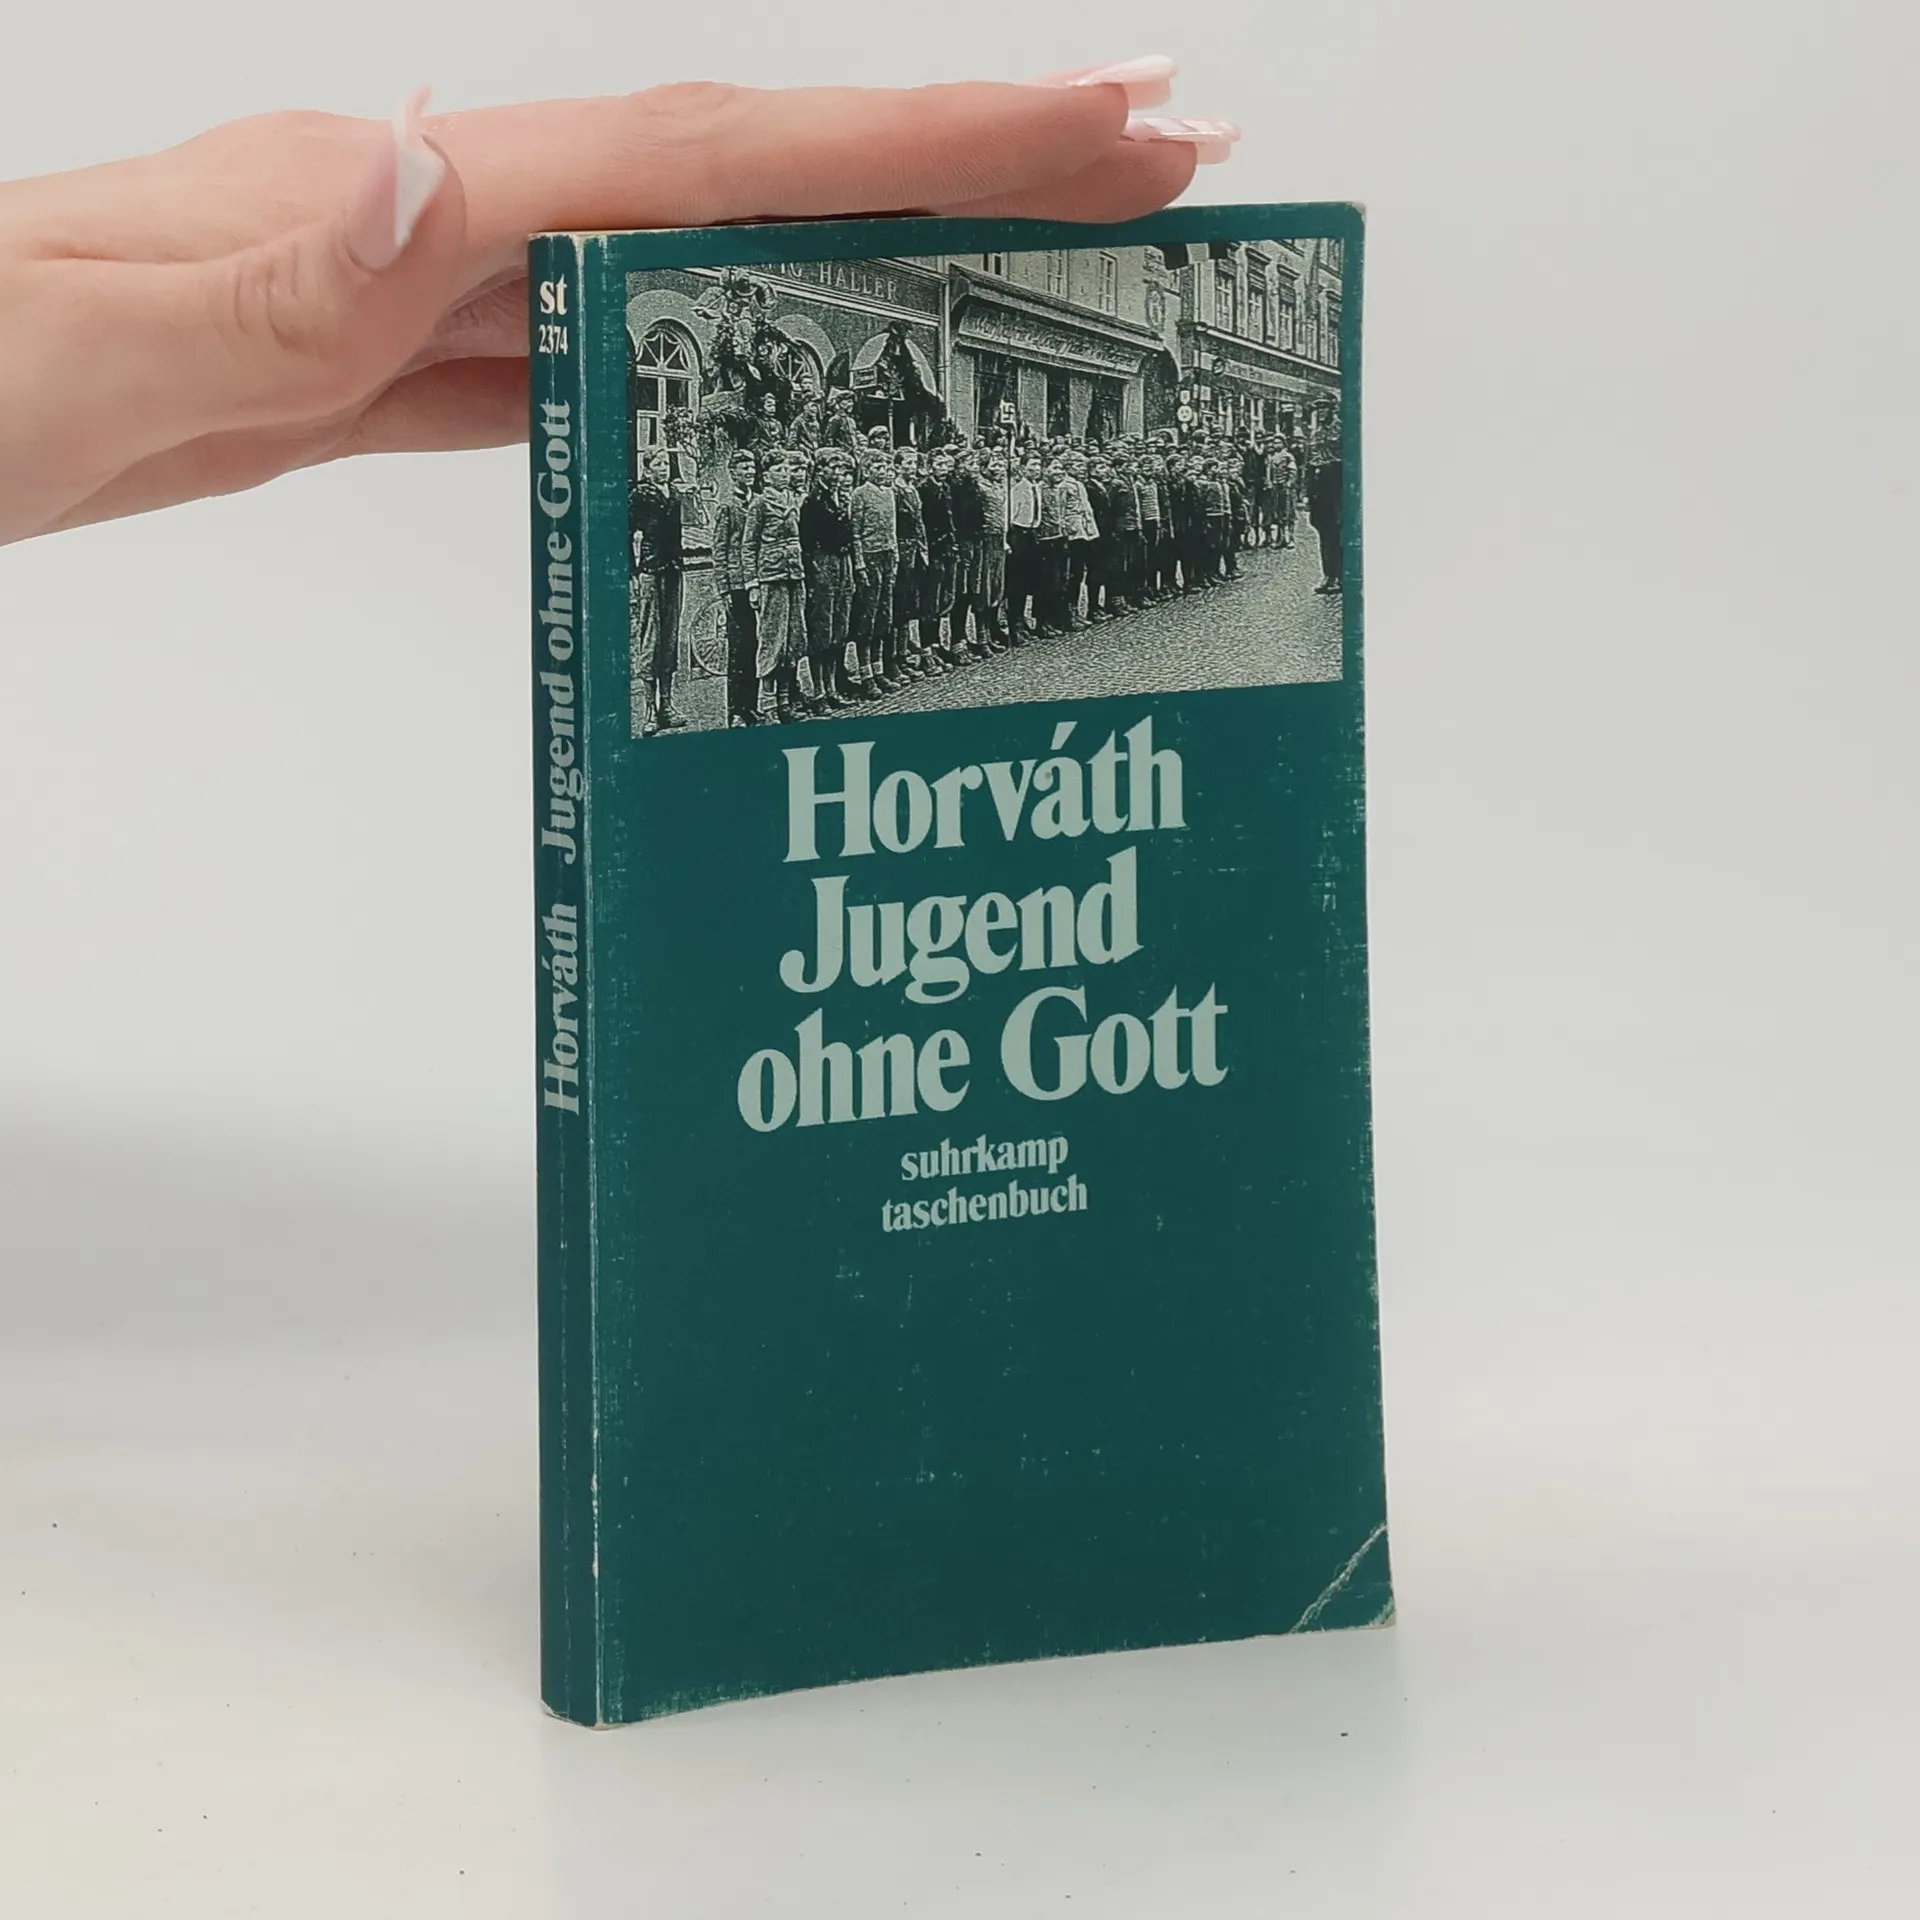 st
2374
Horváth Jugend ohne Gott
HALLER
Horváth
Jugend
ohne Gott
suhrkamp
taschenbuch